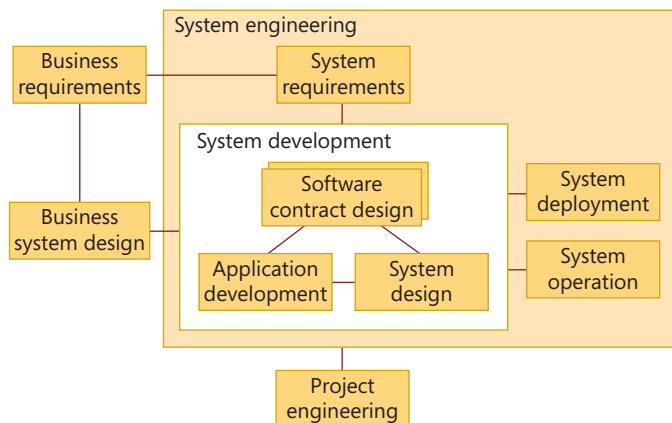 System engineering
Business
requirements
System
requirements
System development
Software
contract design
System
deployment
Business
system design
Application
development
System
design
System
operation
Project
engineering